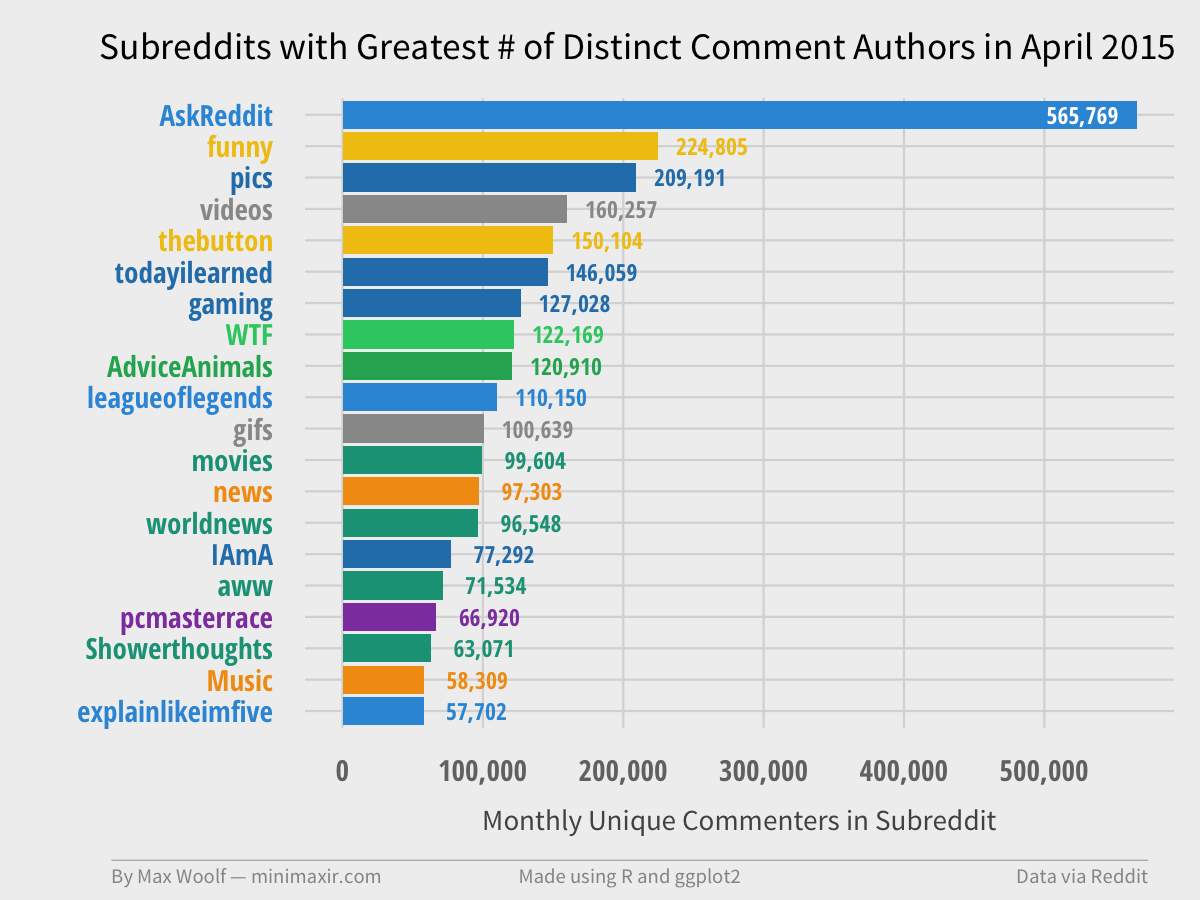 Subreddits with Greatest # of Distinct Comment Authors in April 2015
AskReddit 565,769
funny 224,805
pics 209,191
videos 160,257
thebutton 150,104
todayilearned 146,059
gaming 127,028
WTF 122,169
AdviceAnimals 120,910
leagueoflegends 110,150
gifs 100,639
movies 99,604
news 97,303
worldnews 96,548
IAmA 77,292
aww 71,534
pcmasterrace 66,920
Showerthoughts 63,071
Music 58,309
explainlikeimfive 57,702
0 100,000 200,000 300,000 400,000 500,000
Monthly Unique Commenters in Subreddit
By Max Woolf — minimaxir.com Made using R and ggplot2 Data via Reddit